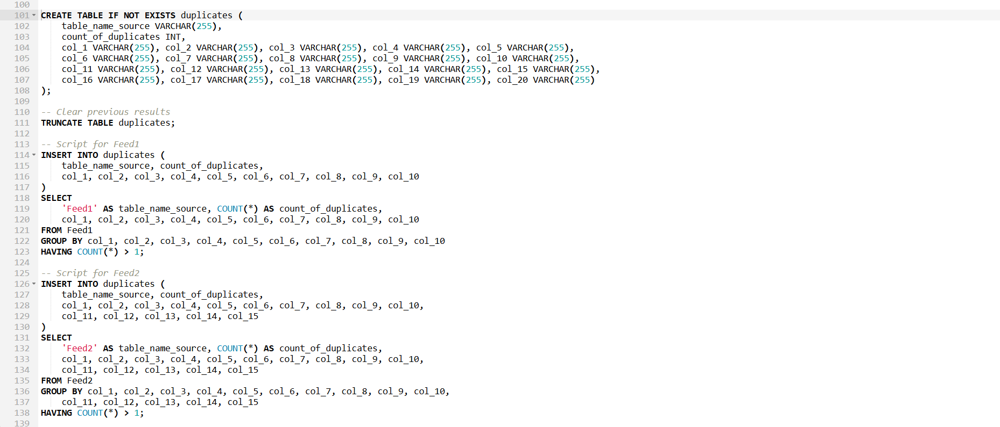 100
101 CREATE TABLE IF NOT EXISTS duplicates (
102 table_name_source VARCHAR(255),
103 count_of_duplicates INT,
104 col_1 VARCHAR(255), col_2 VARCHAR(255), col_3 VARCHAR(255), col_4 VARCHAR(255), col_5 VARCHAR(255),
105 col_6 VARCHAR(255), col_7 VARCHAR(255), col_8 VARCHAR(255), col_9 VARCHAR(255), col_10 VARCHAR(255),
106 col_11 VARCHAR(255), col_12 VARCHAR(255), col_13 VARCHAR(255), col_14 VARCHAR(255), col_15 VARCHAR(255),
107 col_16 VARCHAR(255), col_17 VARCHAR(255), col_18 VARCHAR(255), col_19 VARCHAR(255), col_20 VARCHAR(255)
108 );
109
110 -- Clear previous results
111 TRUNCATE TABLE duplicates;
112
113 -- Script for Feed1
114 INSERT INTO duplicates (
115 table_name_source, count_of_duplicates,
116 col_1, col_2, col_3, col_4, col_5, col_6, col_7, col_8, col_9, col_10
117 )
118 SELECT
119 'Feed1' AS table_name_source, COUNT(*) AS count_of_duplicates,
120 col_1, col_2, col_3, col_4, col_5, col_6, col_7, col_8, col_9, col_10
121 FROM Feed1
122 GROUP BY col_1, col_2, col_3, col_4, col_5, col_6, col_7, col_8, col_9, col_10
123 HAVING COUNT(*) > 1;
124
125 -- Script for Feed2
126 INSERT INTO duplicates (
127 table_name_source, count_of_duplicates,
128 col_1, col_2, col_3, col_4, col_5, col_6, col_7, col_8, col_9, col_10,
129 col_11, col_12, col_13, col_14, col_15
130 )
131 SELECT
132 'Feed2' AS table_name_source, COUNT(*) AS count_of_duplicates,
133 col_1, col_2, col_3, col_4, col_5, col_6, col_7, col_8, col_9, col_10,
134 col_11, col_12, col_13, col_14, col_15
135 FROM Feed2
136 GROUP BY col_1, col_2, col_3, col_4, col_5, col_6, col_7, col_8, col_9, col_10,
137 col_11, col_12, col_13, col_14, col_15
138 HAVING COUNT(*) > 1;
139